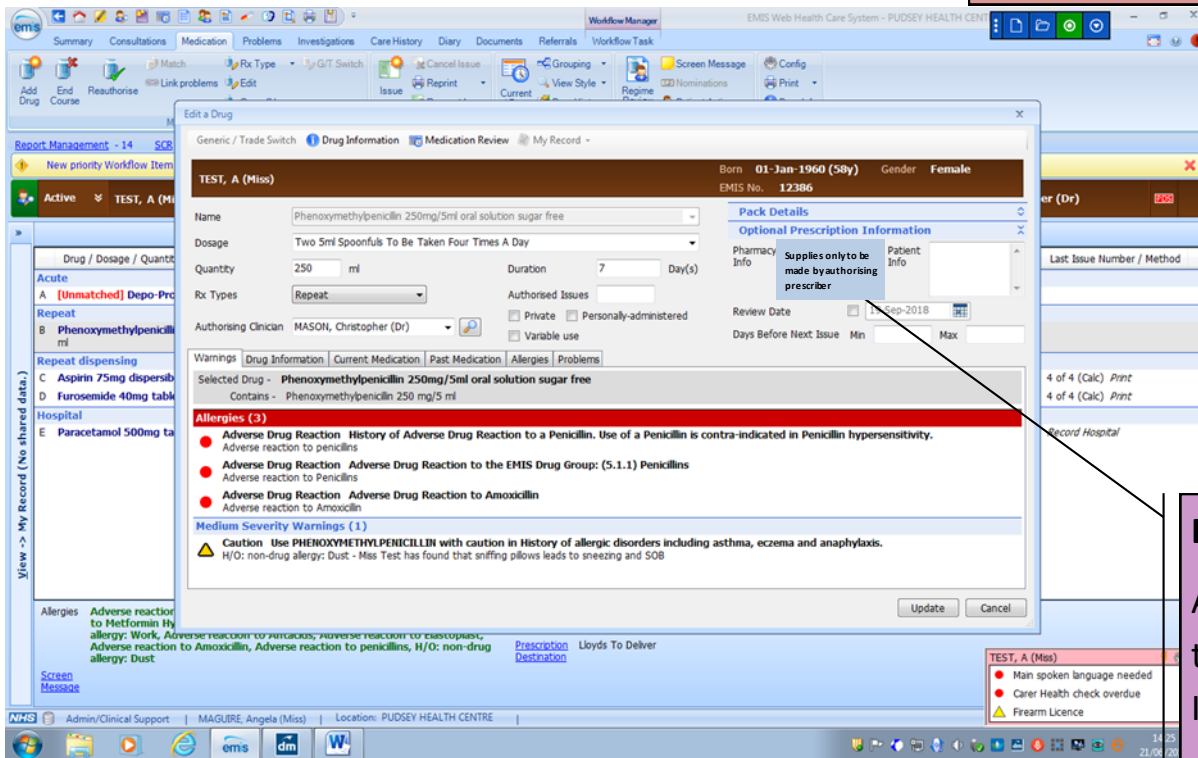 Workflow Manager
EMIS Web Health Care System - PUDSEY HEALTH CENT
emis
Summary Consultations Medication Problems Investigations Care History Diary Documents Referrals Workflow Task
Add Drug
End Course
Reauthorise
Match
Link problems
Rx Type
Edit
G/T Switch
Issue
Cancel Issue
Reprint
Current
Grouping
View Style
Regime
Screen Message
Nominations
Config
Print
Report Management - 14 SCR
New priority Workflow Item
Active TEST, A (Mi
er (Dr)
Drug / Dosage / Quantit
Last Issue Number / Method
Acute
A [Unmatched] Depo-Pro
Repeat
B Phenoxymethylpenicilli
ml
Repeat dispensing
C Aspirin 75mg dispersib
4 of 4 (Calc) Print
D Furosemide 40mg table
4 of 4 (Calc) Print
Hospital
E Paracetamol 500mg ta
Record Hospital
View -> My Record (No shared data.)
Edit a Drug
Generic / Trade Switch Drug Information Medication Review My Record
TEST, A (Miss)
Born 01-Jan-1960 (58y) Gender Female
EMIS No. 12386
Name Phenoxymethylpenicillin 250mg/5ml oral solution sugar free
Dosage Two 5ml Spoonfuls To Be Taken Four Times A Day
Quantity 250 ml Duration 7 Day(s)
Rx Types Repeat Authorised Issues
Private Personally-administered
Authorising Clinician MASON, Christopher (Dr)
Variable use
Pack Details
Optional Prescription Information
Pharmacy Info
Supplies only to be
made by authorising
prescriber
Patient Info
Review Date Sep-2018
Days Before Next Issue Min Max
Warnings Drug Information Current Medication Past Medication Allergies Problems
Selected Drug - Phenoxymethylpenicillin 250mg/5ml oral solution sugar free
Contains - Phenoxymethylpenicillin 250 mg/5 ml
Allergies (3)
Adverse Drug Reaction History of Adverse Drug Reaction to a Penicillin. Use of a Penicillin is contra-indicated in Penicillin hypersensitivity.
Adverse reaction to penicillins
Adverse Drug Reaction Adverse Drug Reaction to the EMIS Drug Group: (5.1.1) Penicillins
Adverse reaction to Penicillins
Adverse Drug Reaction Adverse Drug Reaction to Amoxicillin
Adverse reaction to Amoxicillin
Medium Severity Warnings (1)
Caution Use PHENOXYMETHYLPENICILLIN with caution in History of allergic disorders including asthma, eczema and anaphylaxis.
H/O: non-drug allergy: Dust - Miss Test has found that sniffing pillows leads to sneezing and SOB
Update Cancel
Allergies Adverse reaction
to Metformin Hy
allergy: Work, Adverse reaction to Antacids, Adverse reaction to Elastoplast,
Adverse reaction to Amoxicillin, Adverse reaction to penicillins, H/O: non-drug
allergy: Dust
Prescription Destination Lloyds To Deliver
Screen Message
TEST, A (Miss)
Main spoken language needed
Carer Health check overdue
Firearm Licence
NHS Admin/Clinical Support | MAGUIRE, Angela (Miss) | Location: PUDSEY HEALTH CENTRE |
emis dm W